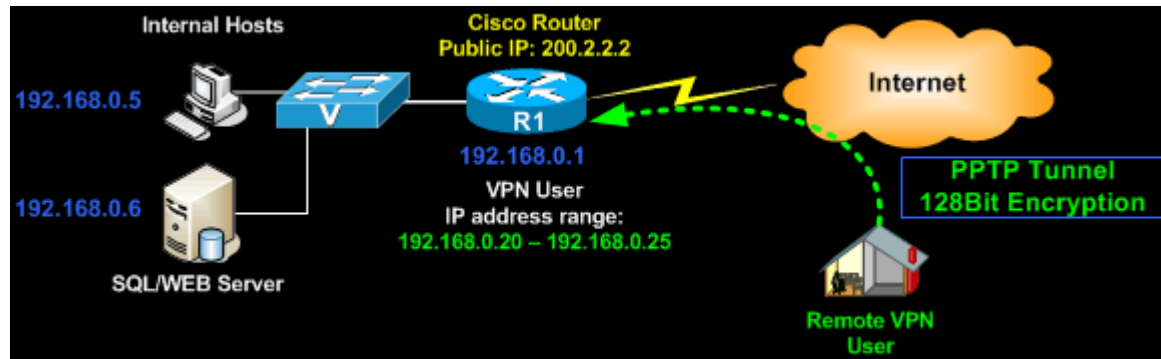 Internal Hosts
Cisco Router
Public IP: 200.2.2.2
192.168.0.5
V
R1
Internet
192.168.0.1
192.168.0.6
VPN User
IP address range:
192.168.0.20 – 192.168.0.25
PPTP Tunnel
128Bit Encryption
SQL/WEB Server
Remote VPN
User